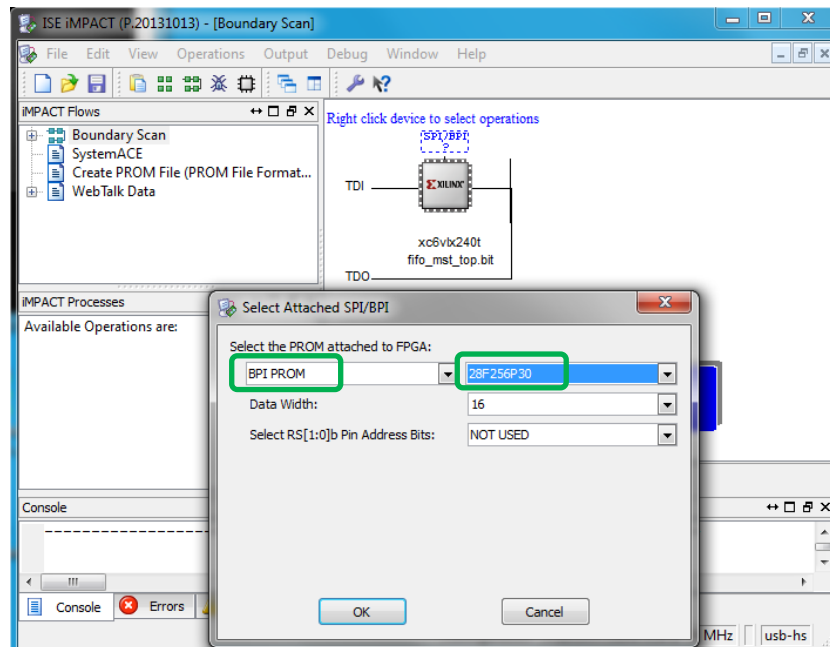 ISE iMPACT (P.20131013) - [Boundary Scan]
File Edit View Operations Output Debug Window Help
iMPACT Flows
Boundary Scan
SystemACE
Create PROM File (PROM File Format...
WebTalk Data
Right click device to select operations
SPI/BPI
?
TDI
XILINX
xc6vlx240t
fifo_mst_top.bit
TDO
iMPACT Processes
Available Operations are:
Select Attached SPI/BPI
Select the PROM attached to FPGA:
BPI PROM 28F256P30
Data Width: 16
Select RS[1:0]b Pin Address Bits: NOT USED
OK Cancel
Console
Console Errors
MHz usb-hs